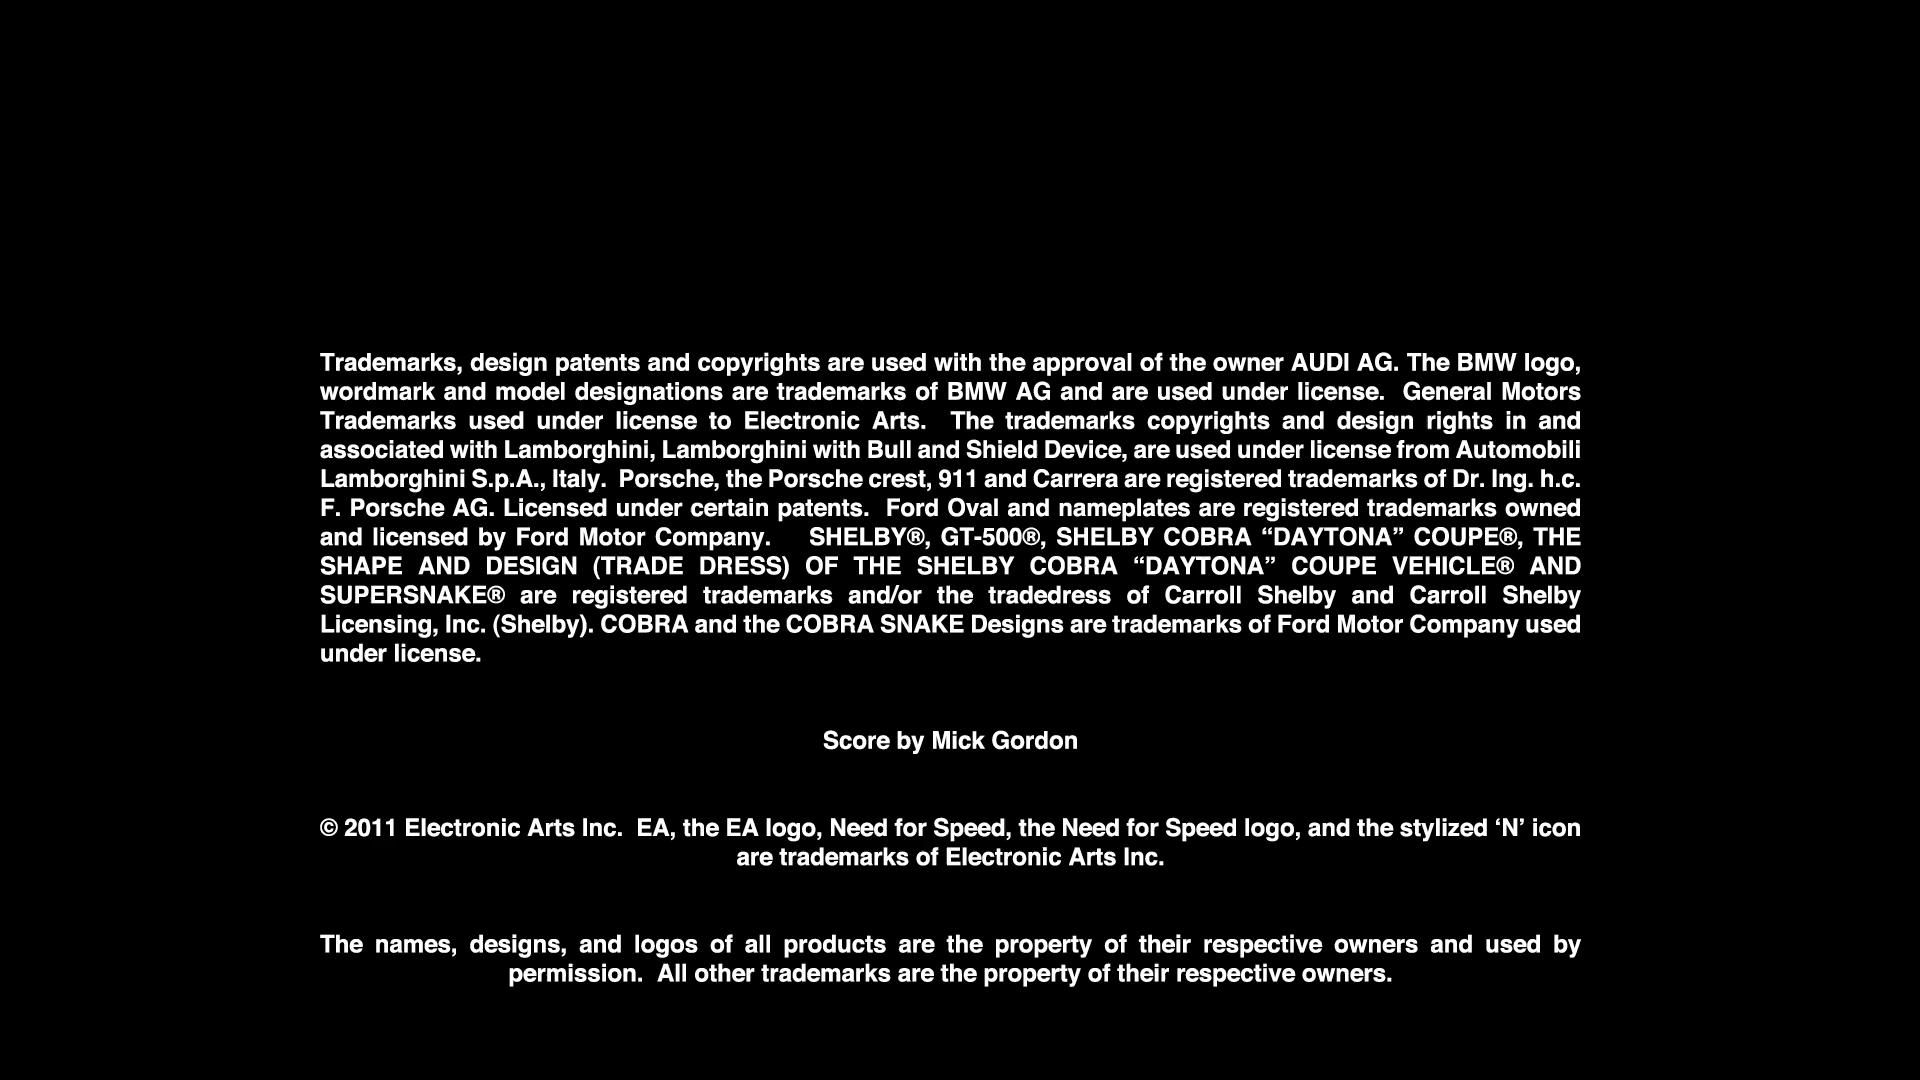 Trademarks, design patents and copyrights are used with the approval of the owner AUDI AG. The BMW logo,
wordmark and model designations are trademarks of BMW AG and are used under license.  General Motors
Trademarks used under license to Electronic Arts.  The trademarks copyrights and design rights in and
associated with Lamborghini, Lamborghini with Bull and Shield Device, are used under license from Automobili
Lamborghini S.p.A., Italy.  Porsche, the Porsche crest, 911 and Carrera are registered trademarks of Dr. Ing. h.c.
F. Porsche AG. Licensed under certain patents.  Ford Oval and nameplates are registered trademarks owned
and licensed by Ford Motor Company.    SHELBY®, GT-500®, SHELBY COBRA “DAYTONA” COUPE®, THE
SHAPE AND DESIGN (TRADE DRESS) OF THE SHELBY COBRA “DAYTONA” COUPE VEHICLE® AND
SUPERSNAKE® are registered trademarks and/or the tradedress of Carroll Shelby and Carroll Shelby
Licensing, Inc. (Shelby). COBRA and the COBRA SNAKE Designs are trademarks of Ford Motor Company used
under license.
Score by Mick Gordon
© 2011 Electronic Arts Inc.  EA, the EA logo, Need for Speed, the Need for Speed logo, and the stylized ‘N’ icon
are trademarks of Electronic Arts Inc.
The names, designs, and logos of all products are the property of their respective owners and used by
permission.  All other trademarks are the property of their respective owners.